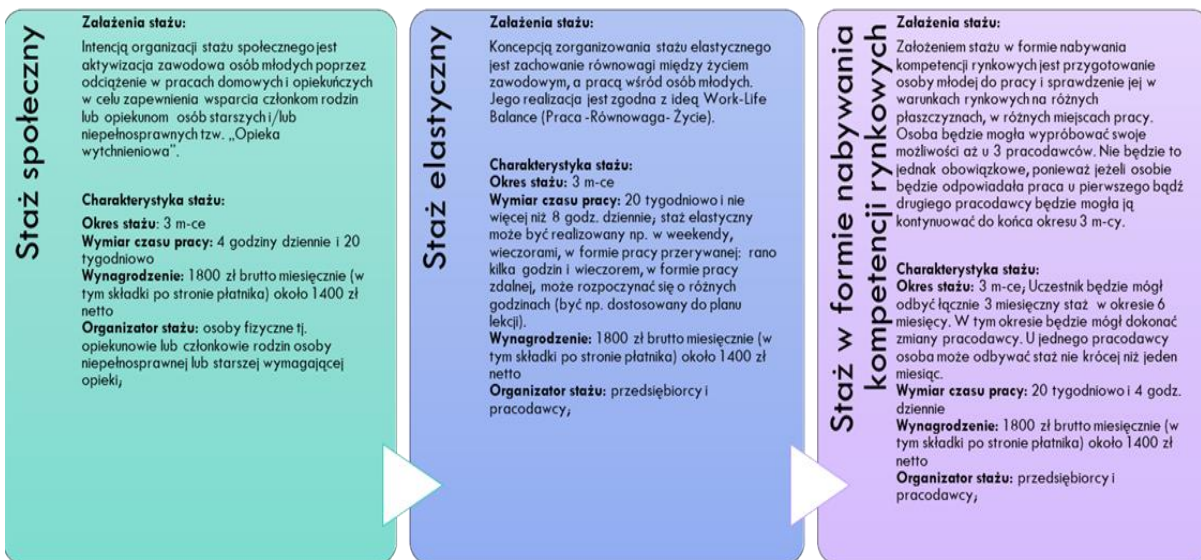 Staż społeczny
Założenia stażu:
Intencją organizacji stażu społecznego jest
aktywizacja zawodowa osób młodych poprzez
odciążenie w pracach domowych i opiekuńczych
w celu zapewnienia wsparcia członkom rodzin
lub opiekunom osób starszych i/lub
niepełnosprawnych tzw. „Opieka
wytchnieniowa".
Charakterystyka stażu:
Okres stażu: 3 m-ce
Wymiar czasu pracy: 4 godziny dziennie i 20
tygodniowo
Wynagrodzenie: 1800 zł brutto miesięcznie (w
tym składki po stronie płatnika) około 1400 zł
netto
Organizator stażu: osoby fizyczne tj.
opiekunowie lub członkowie rodzin osoby
niepełnosprawnej lub starszej wymagającej
opieki;
Staż elastyczny
Założenia stażu:
Koncepcją zorganizowania stażu elastycznego
jest zachowanie równowagi między życiem
zawodowym, a pracą wśród osób młodych.
Jego realizacja jest zgodna z ideą Work-Life
Balance (Praca -Równowaga- Życie).
Charakterystyka stażu:
Okres stażu: 3 m-ce
Wymiar czasu pracy: 20 tygodniowo i nie
więcej niż 8 godz. dziennie; staż elastyczny
może być realizowany np. w weekendy,
wieczorami, w formie pracy przerywanej: rano
kilka godzin i wieczorem, w formie pracy
zdalnej, może rozpoczynać się o różnych
godzinach (być np. dostosowany do planu
lekcji).
Wynagrodzenie: 1800 zł brutto miesięcznie (w
tym składki po stronie płatnika) około 1400 zł
netto
Organizator stażu: przedsiębiorcy i
pracodawcy;
Staż w formie nabywania
kompetencji rynkowych
Założenia stażu:
Założeniem stażu w formie nabywania
kompetencji rynkowych jest przygotowanie
osoby młodej do pracy i sprawdzenie jej w
warunkach rynkowych na różnych
płaszczyznach, w różnych miejscach pracy.
Osoba będzie mogła wypróbować swoje
możliwości aż u 3 pracodawców. Nie będzie to
jednak obowiązkowe, ponieważ jeżeli osobie
będzie odpowiadała praca u pierwszego bądź
drugiego pracodawcy będzie mogła ją
kontynuować do końca okresu 3 m-cy.
Charakterystyka stażu:
Okres stażu: 3 m-ce; Uczestnik będzie mógł
odbyć łącznie 3 miesięczny staż w okresie 6
miesięcy. W tym okresie będzie mógł dokonać
zmiany pracodawcy. U jednego pracodawcy
osoba może odbywać staż nie krócej niż jeden
miesiąc.
Wymiar czasu pracy: 20 tygodniowo i 4 godz.
dziennie
Wynagrodzenie: 1800 zł brutto miesięcznie (w
tym składki po stronie płatnika) około 1400 zł
netto
Organizator stażu: przedsiębiorcy i
pracodawcy;